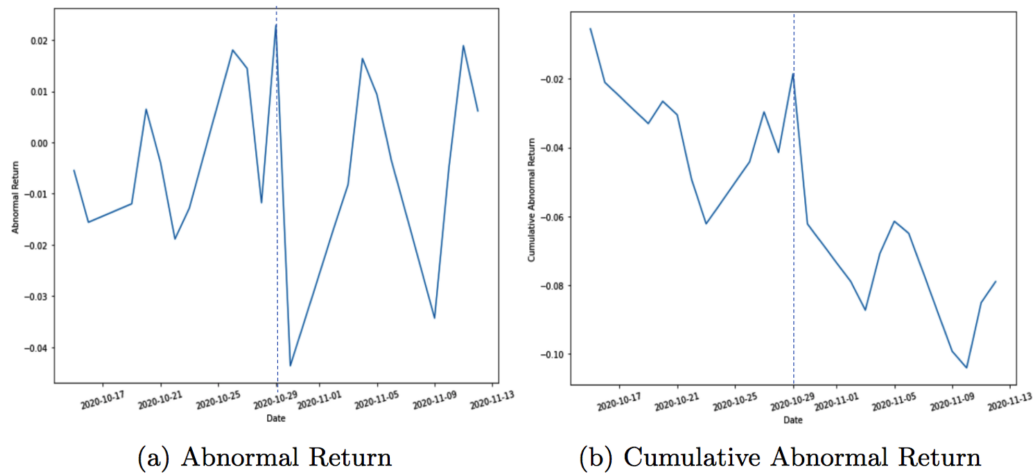 0.02
0.01
0.00
−0.01
−0.02
−0.03
−0.04
Abnormal Return
2020-10-17 2020-10-21 2020-10-25 2020-10-29 2020-11-01 2020-11-05 2020-11-09 2020-11-13
Date
(a) Abnormal Return
−0.02
−0.04
−0.06
−0.08
−0.10
Cumulative Abnormal Return
2020-10-17 2020-10-21 2020-10-25 2020-10-29 2020-11-01 2020-11-05 2020-11-09 2020-11-13
Date
(b) Cumulative Abnormal Return